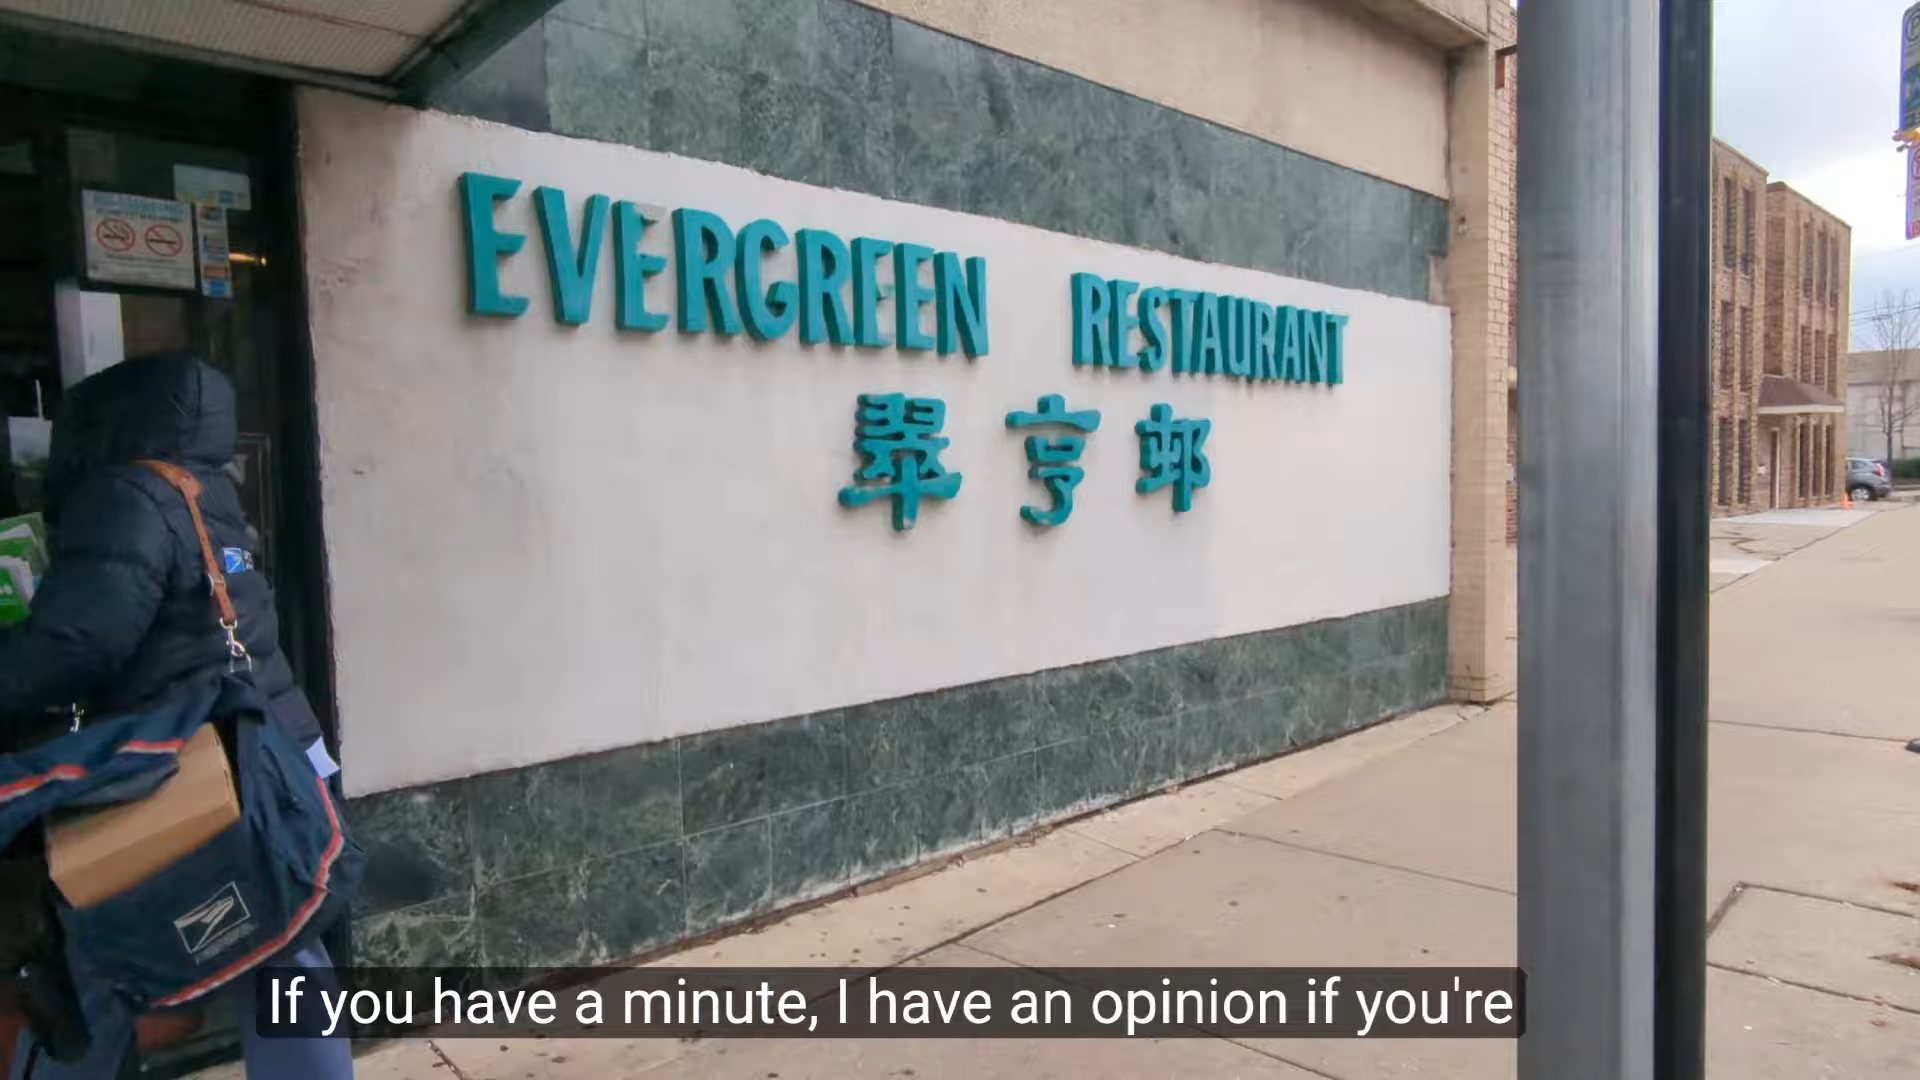 EVERGREEN RESTAURANT
翠亨邨
If you have a minute, I have an opinion if you're